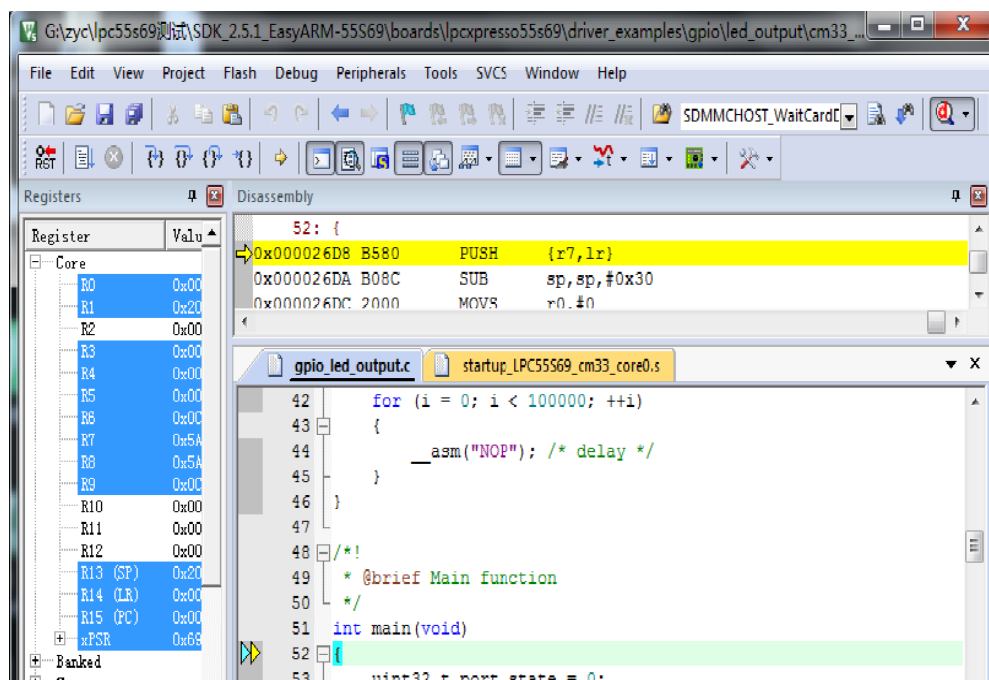 G:\zyc\lpc55s69测试\SDK_2.5.1_EasyARM-55S69\boards\lpcxpresso55s69\driver_examples\gpio\led_output\cm33_...
File Edit View Project Flash Debug Peripherals Tools SVCS Window Help
SDMMCHOST_WaitCardD
RST
Registers
Disassembly
Register Valu
Core
R0 0x00
R1 0x20
R2 0x00
R3 0x00
R4 0x00
R5 0x00
R6 0x0C
R7 0x5A
R8 0x5A
R9 0x0C
R10 0x00
R11 0x00
R12 0x00
R13 (SP) 0x20
R14 (LR) 0x00
R15 (PC) 0x00
xPSR 0x69
Banked
52: {
0x000026D8 B580 PUSH {r7,lr}
0x000026DA B08C SUB sp,sp,#0x30
0x000026DC 2000 MOVS r0,#0
gpio_led_output.c startup_LPC55S69_cm33_core0.s
42 for (i = 0; i < 100000; ++i)
43 {
44 __asm("NOP"); /* delay */
45 }
46 }
47
48 /*!
49 * @brief Main function
50 */
51 int main(void)
52 {
53 uint32_t port_state = 0;